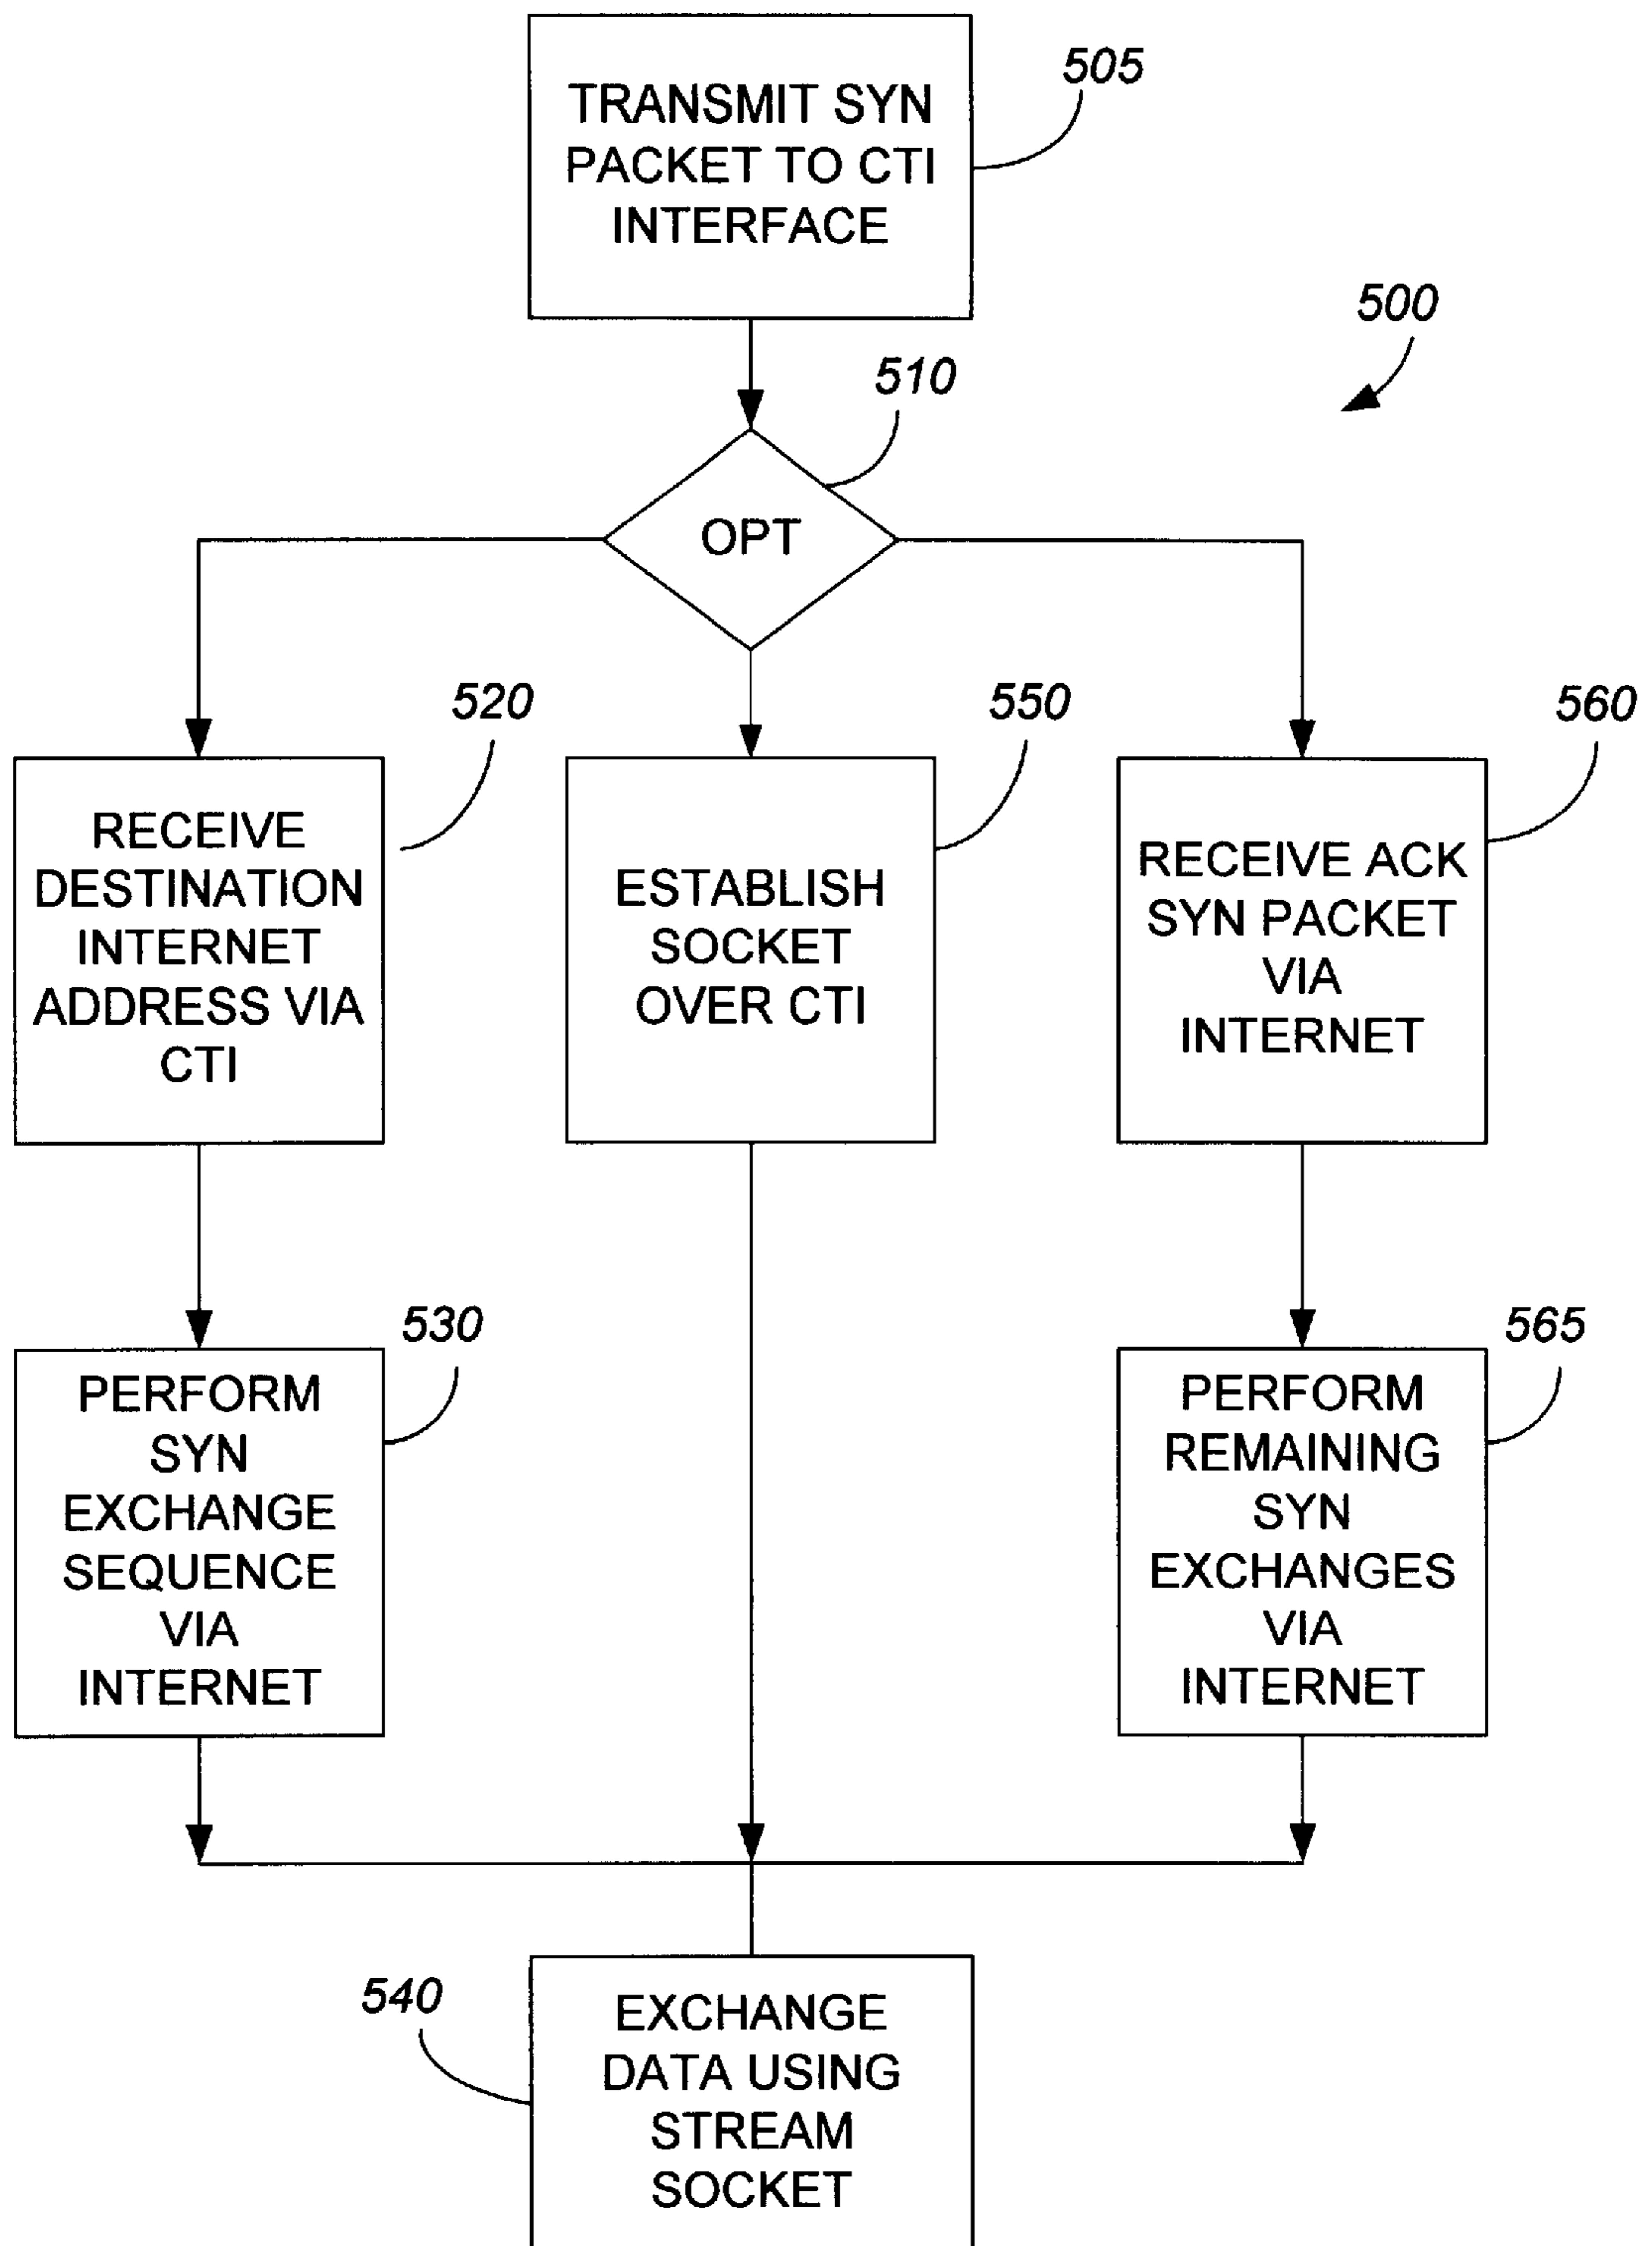 TRANSMIT SYN
PACKET TO CTI
INTERFACE
505
500
510
OPT
520
550
560
RECEIVE
DESTINATION
INTERNET
ADDRESS VIA
CTI
ESTABLISH
SOCKET
OVER CTI
RECEIVE ACK
SYN PACKET
VIA
INTERNET
530
565
PERFORM
SYN
EXCHANGE
SEQUENCE
VIA
INTERNET
PERFORM
REMAINING
SYN
EXCHANGES
VIA
INTERNET
540
EXCHANGE
DATA USING
STREAM
SOCKET